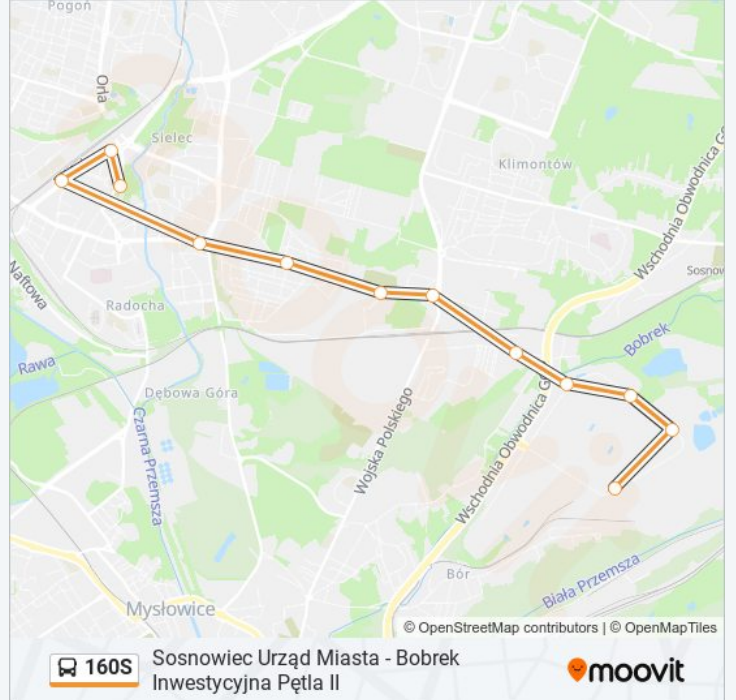 Pogoń
Orła
Sielec
Klimontów
Wschodnia Obwodnica G
Sosnow
Naftowa
Radocha
Rawa
Bobrek
Dębowa Góra
Wojska Polskiego
Czarna Przemsza
Wschodnia Obwodnica G
Bór
Biała Przemsza
Mysłowice
© OpenStreetMap contributors | © OpenMapTiles
160S
Sosnowiec Urząd Miasta - Bobrek
Inwestycyjna Pętla II
moovit